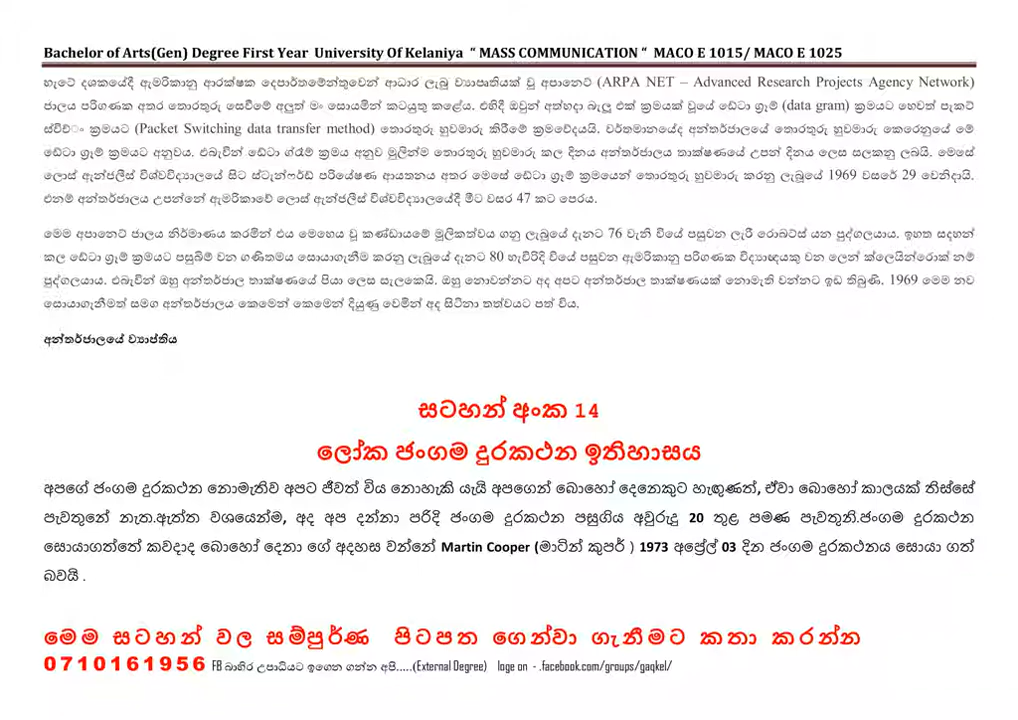 Bachelor of Arts(Gen) Degree First Year University Of Kelaniya “ MASS COMMUNICATION “ MACO E 1015/ MACO E 1025
හැටේ දශකයේදී ඇමරිකානු ආරක්ෂක දෙපාර්තමේන්තුවෙන් ආධාර ලැබූ ව්‍යාපෘතියක් වූ අපානෙට් (ARPA NET – Advanced Research Projects Agency Network)
ජාලය පරිගණක අතර තොරතුරු සෙවීමේ අලුත් මං සොයමින් කටයුතු කළේය. එහිදී ඔවුන් අත්හදා බැලූ එක් ක්‍රමයක් වූයේ ඩේටා ග්‍රෑම් (data gram) ක්‍රමයට හෙවත් පැකට්
ස්විච්ං ක්‍රමයට (Packet Switching data transfer method) තොරතුරු හුවමාරු කිරීමේ ක්‍රමවේදයයි. වර්තමානයේද අන්තර්ජාලයේ තොරතුරු හුවමාරු කෙරෙනුයේ මේ
ඩේටා ග්‍රෑම් ක්‍රමයට අනුවය. එබැවින් ඩේටා ග්රෑම් ක්‍රමය අනුව මුලින්ම තොරතුරු හුවමාරු කල දිනය අන්තර්ජාලය තාක්ෂණයේ උපන් දිනය ලෙස සලකනු ලබයි. මෙසේ
ලොස් ඇන්ජලීස් විශ්වවිද්‍යාලයේ සිට ස්ටැන්ෆර්ඩ් පරියේෂණ ආයතනය අතර මෙසේ ඩේටා ග්‍රෑම් ක්‍රමයෙන් තොරතුරු හුවමාරු කරනු ලැබූයේ 1969 වසරේ 29 වෙනිදායි.
එනම් අන්තර්ජාලය උපන්නේ ඇමරිකාවේ ලොස් ඇන්ජලීස් විශ්වවිද්‍යාලයේදී මීට වසර 47 කට පෙරය.
මෙම අපානෙට් ජාලය නිර්මාණය කරමින් එය මෙහෙය වූ කණ්ඩායමේ මූලිකත්වය ගනු ලැබූයේ දැනට 76 වැනි වියේ පසුවන ලැරී රොබට්ස් යන පුද්ගලයාය. ඉහත සදහන්
කල ඩේටා ග්‍රෑම් ක්‍රමයට පසුබිම් වන ගණිතමය සොයාගැනීම කරනු ලැබූයේ දැනට 80 හැවිරිදි වියේ පසුවන ඇමරිකානු පරිගණක විද්‍යාඥයකු වන ලෙන් ක්ලෙයින්රොක් නම්
පුද්ගලයාය. එබැවින් ඔහු අන්තර්ජාල තාක්ෂණයේ පියා ලෙස සැලකෙයි. ඔහු නොවන්නට අද අපට අන්තර්ජාල තාක්ෂණයක් නොමැති වන්නට ඉඩ තිබුණි. 1969 මෙම නව
සොයාගැනීමත් සමග අන්තර්ජාලය කෙමෙන් කෙමෙන් දියුණු වෙමින් අද සිටිනා තත්වයට පත් විය.
අන්තර්ජාලයේ ව්‍යාප්තිය
සටහන් අංක 14
ලෝක ජංගම දුරකථන ඉතිහාසය
අපගේ ජංගම දුරකථන නොමැතිව අපට ජීවත් විය නොහැකි යැයි අපගෙන් බොහෝ දෙනෙකුට හැඟුණත්, ඒවා බොහෝ කාලයක් තිස්සේ
පැවතුනේ නැත.ඇත්ත වශයෙන්ම, අද අප දන්නා පරිදි ජංගම දුරකථන පසුගිය අවුරුදු 20 තුළ පමණ පැවතුනි.ජංගම දුරකථන
සොයාගත්තේ කවදාද බොහෝ දෙනා ගේ අදහස වන්නේ Martin Cooper (මාටින් කුපර් ) 1973 අප්‍රේල් 03 දින ජංගම දුරකථනය සොයා ගත්
බවයි .
මෙම සටහන් වල සම්පුර්ණ පිටපත ගෙන්වා ගැනීමට කතා කරන්න
0710161956 FB බාහිර උපාධියට ඉගෙන ගන්න අපි.....(External Degree) loge on - .facebook.com/groups/gaqkel/